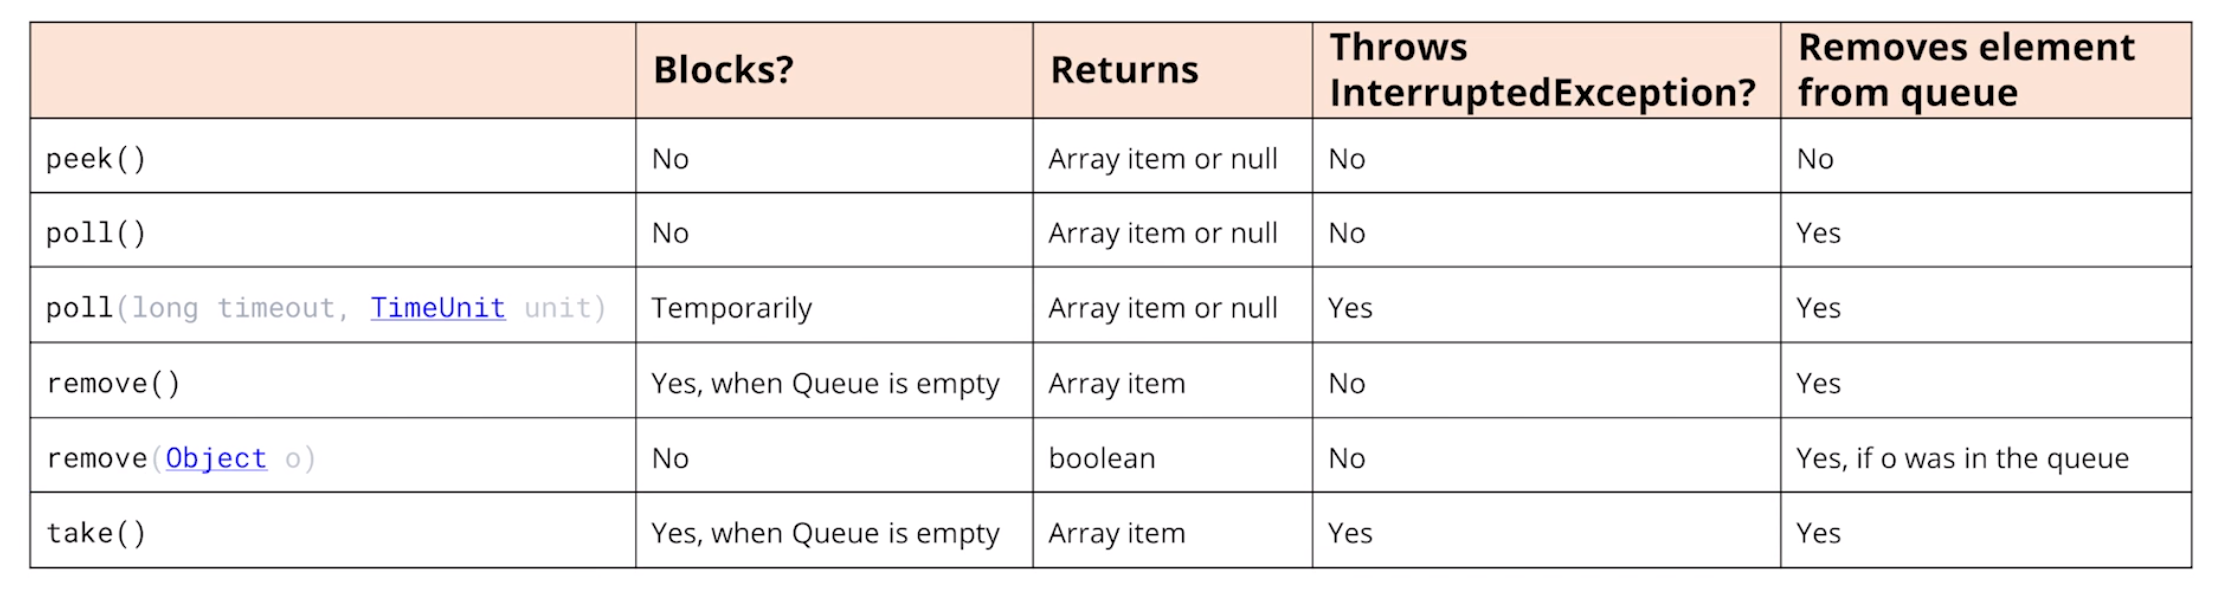 Blocks? Returns Throws InterruptedException? Removes element from queue
peek() No Array item or null No No
poll() No Array item or null No Yes
poll(long timeout, TimeUnit unit) Temporarily Array item or null Yes Yes
remove() Yes, when Queue is empty Array item No Yes
remove(Object o) No boolean No Yes, if o was in the queue
take() Yes, when Queue is empty Array item Yes Yes